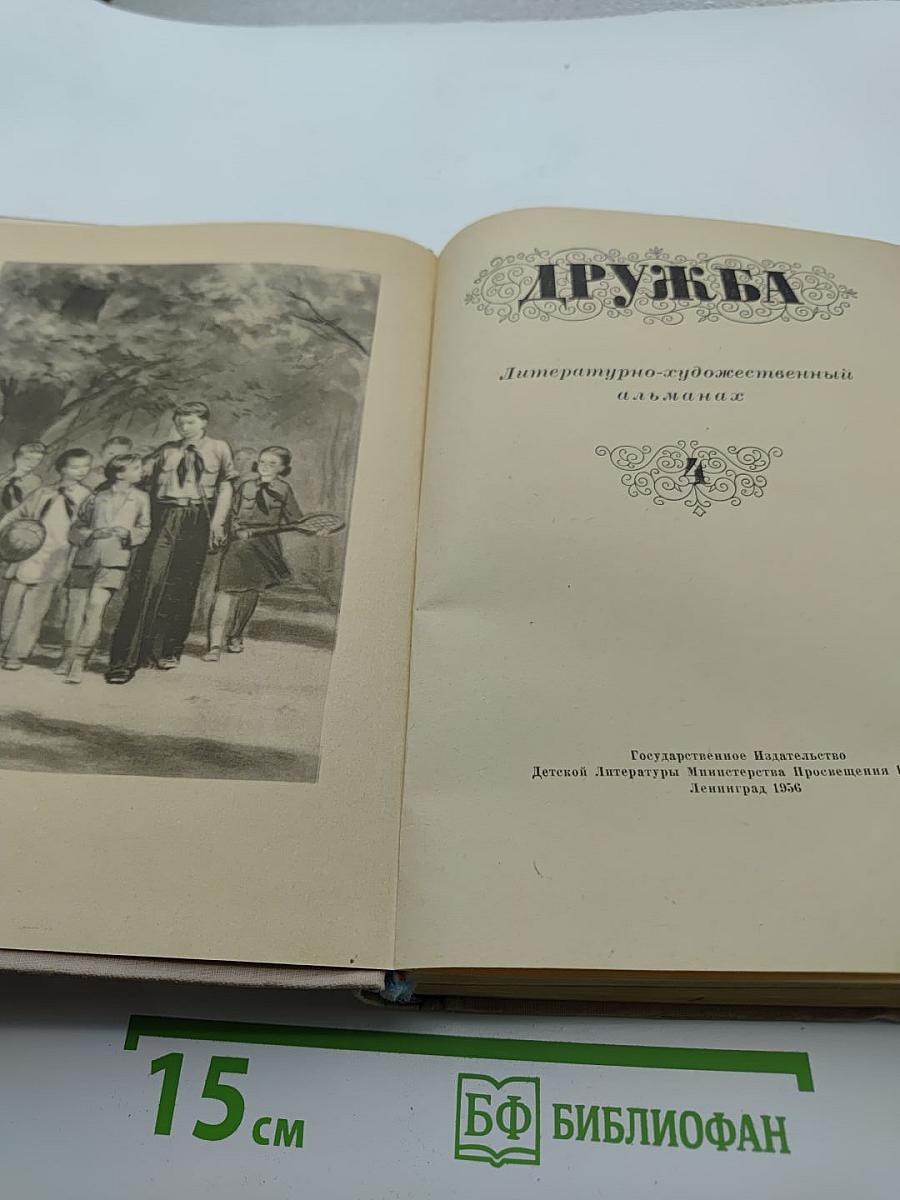 ДРУЖБА
Литературно-художественный
альманах
4
Государственное Издательство
Детской Литературы Министерства Просвещения
Ленинград 1956
15 см
БФ БИБЛИОФАН